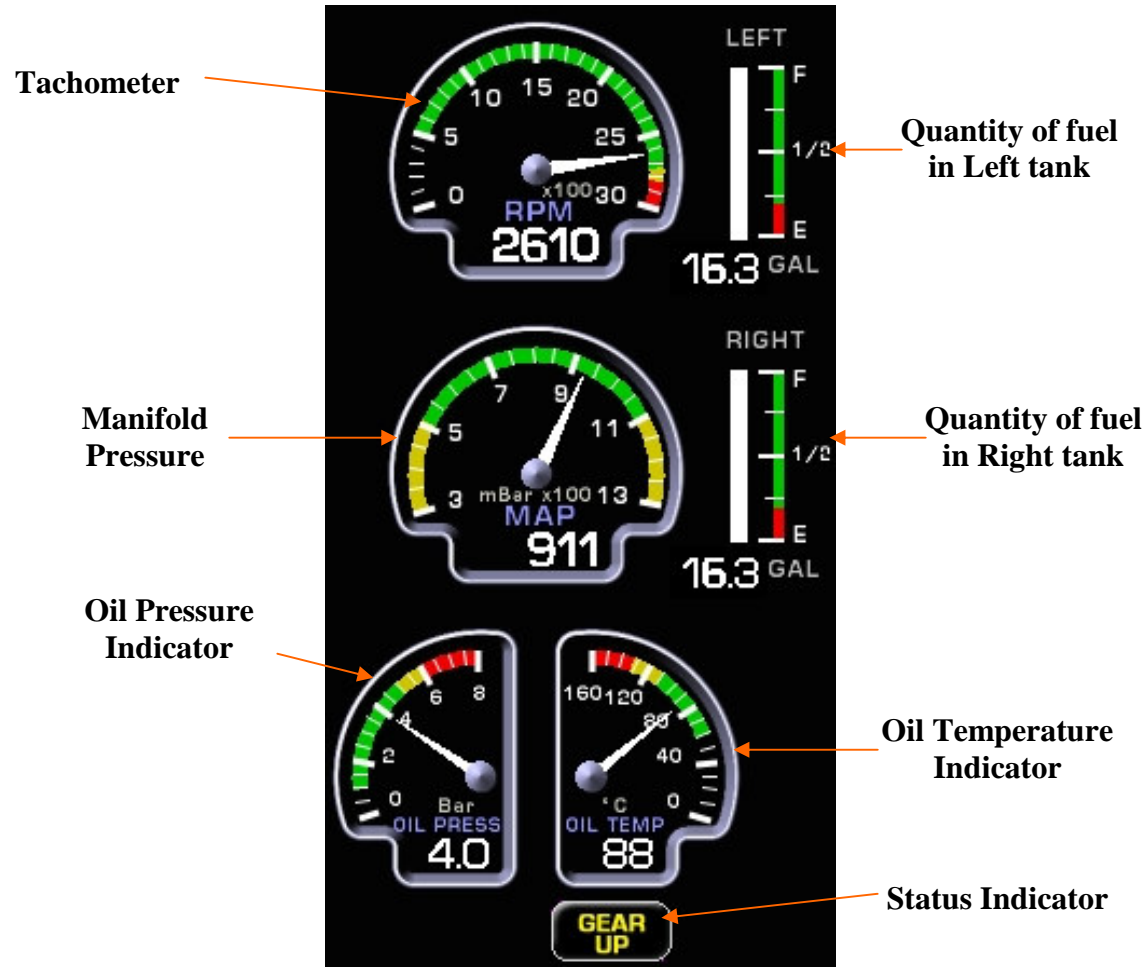 Tachometer
5
10
15
20
25
0
x100
30
RPM
2610
LEFT
F
1/2
E
16.3 GAL
Quantity of fuel
in Left tank
Manifold
Pressure
7
9
5
11
3
mBar x100
13
MAP
911
RIGHT
F
1/2
E
16.3 GAL
Quantity of fuel
in Right tank
Oil Pressure
Indicator
6
8
4
2
0
Bar
OIL PRESS
4.0
160
120
80
40
0
°C
OIL TEMP
88
Oil Temperature
Indicator
GEAR
UP
Status Indicator